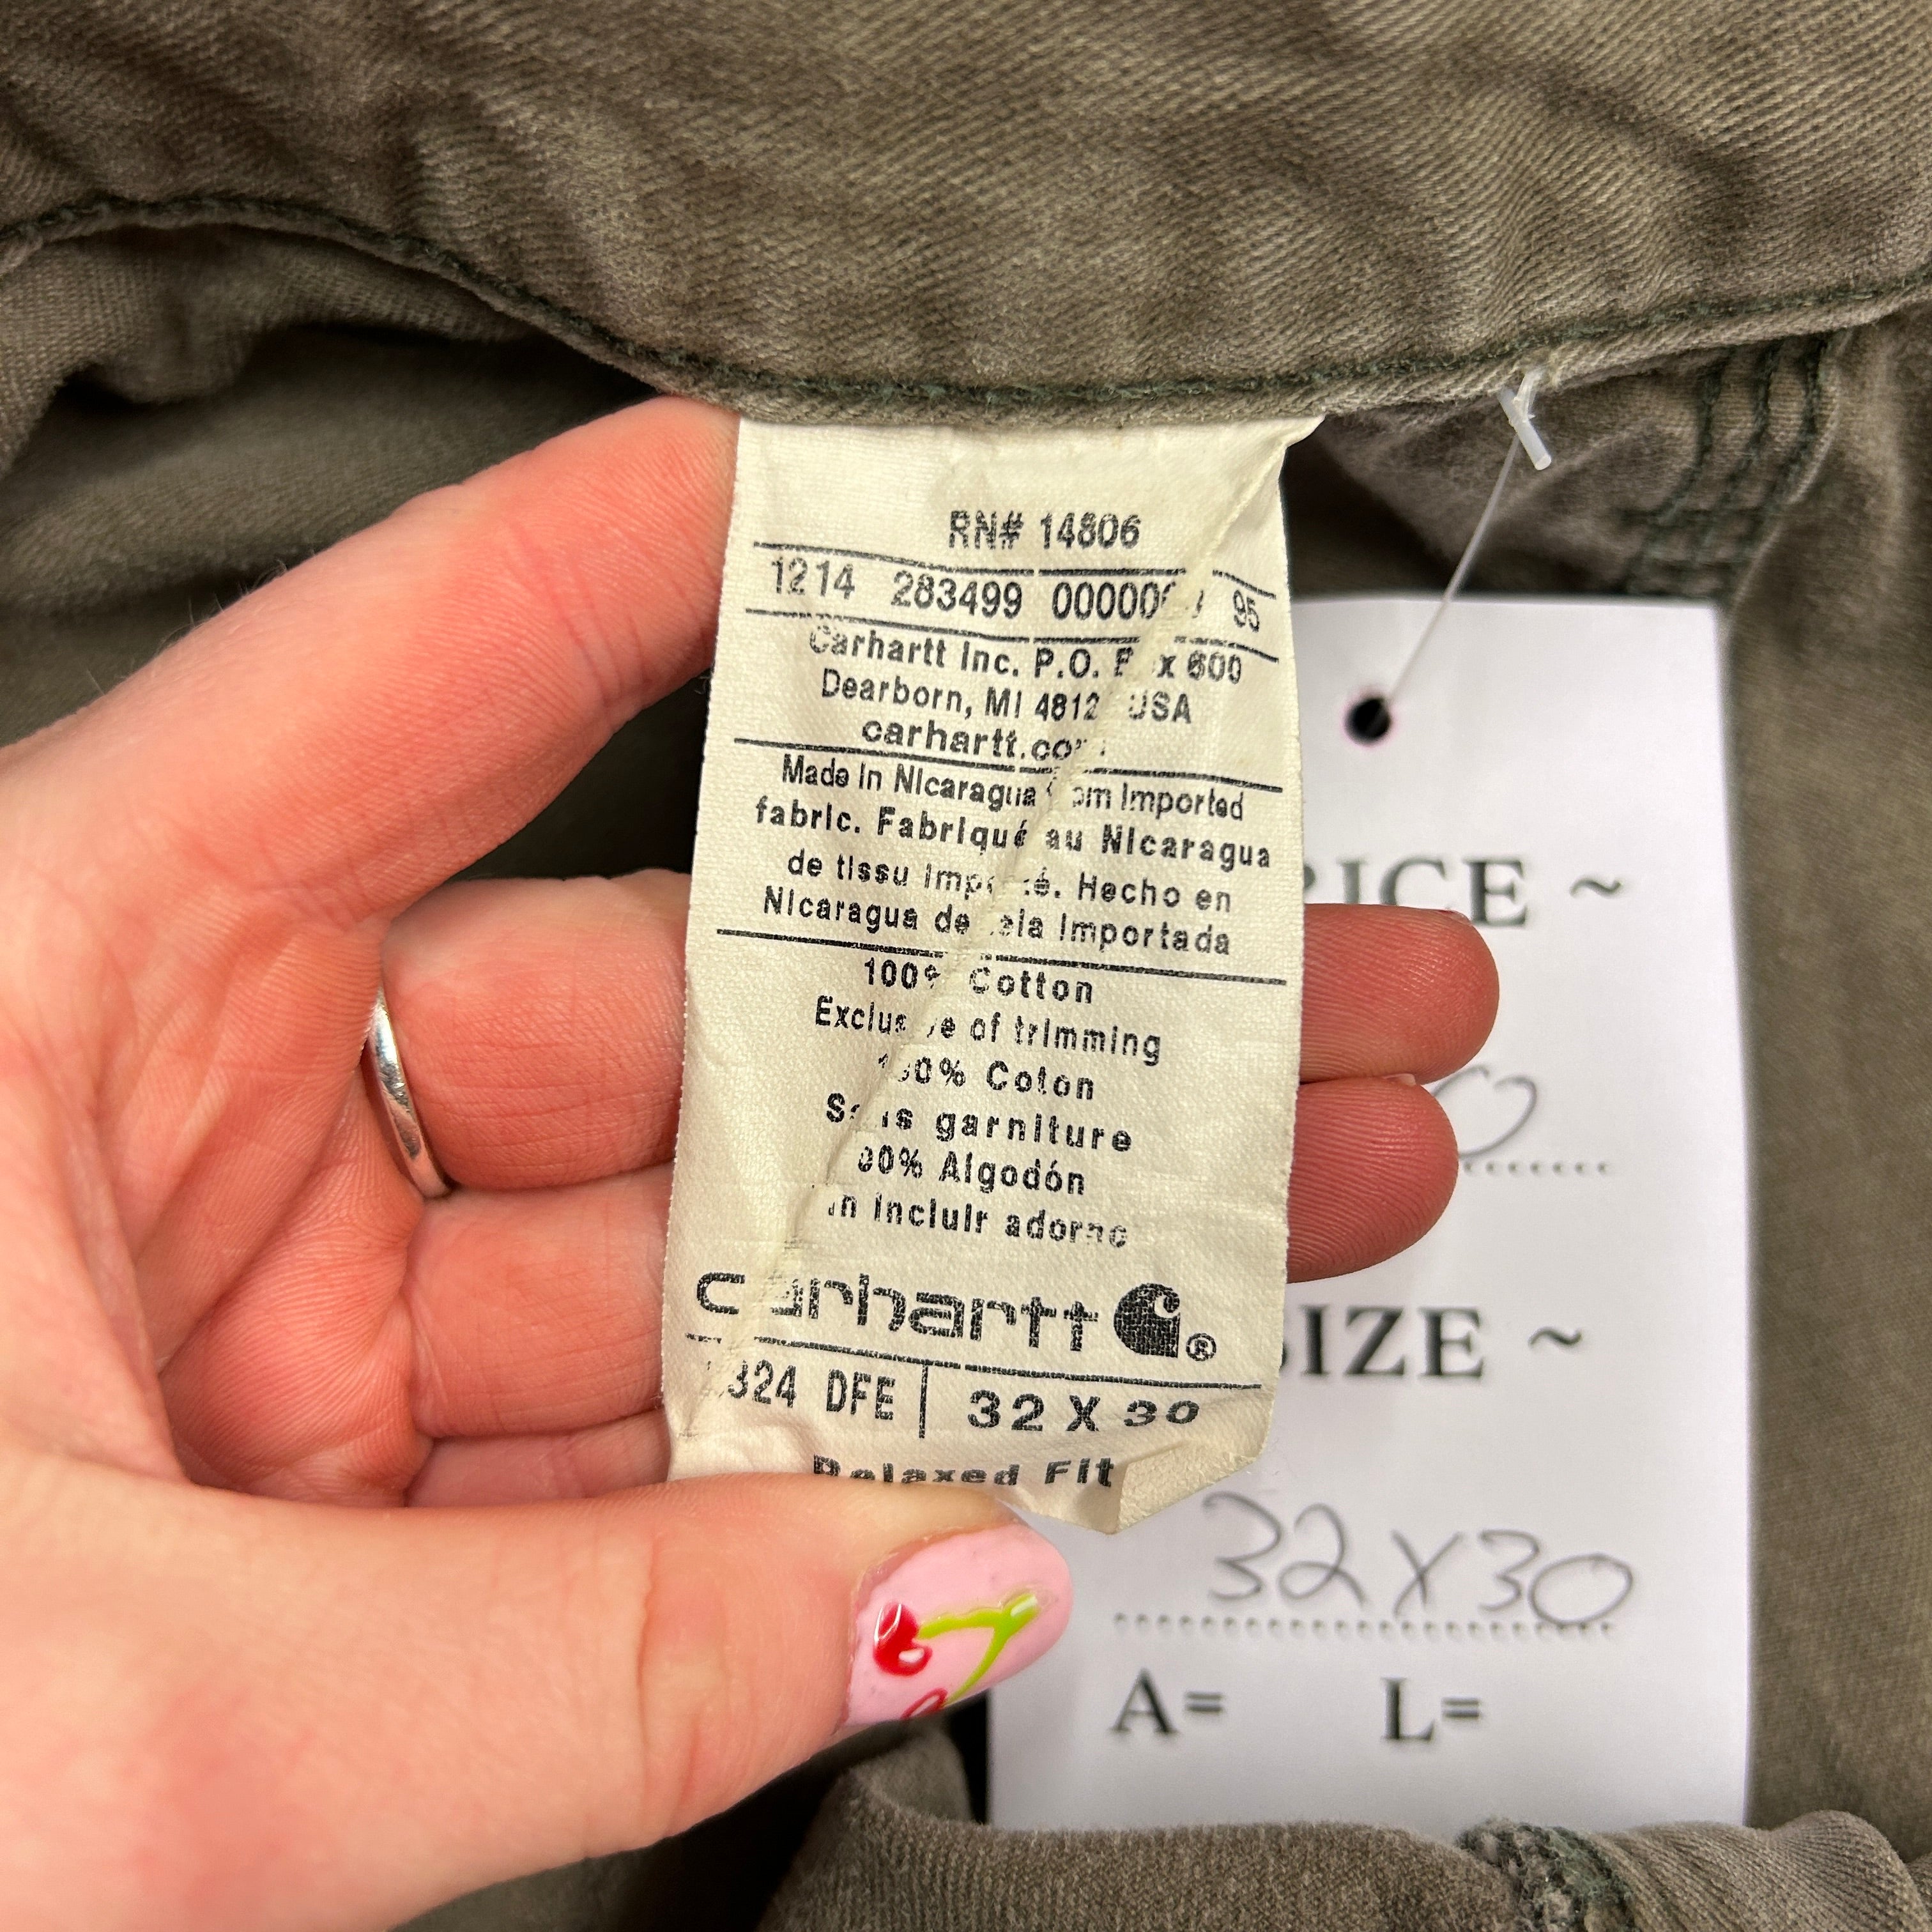 RN# 14806
1214 283499 95
Carhartt Inc. P.O. 600
Dearborn, MI USA
Made in Nicaragua Imported
fabric. Fabriqué au Nicaragua
de tissu Hecho en
Nicaragua de Importada
Cotton
of trimming
Coton
garniture
Algodón
incluir
carhartt ®
DFE 32 X 30
Relaxed Fit
~
~
32X30
A= L=